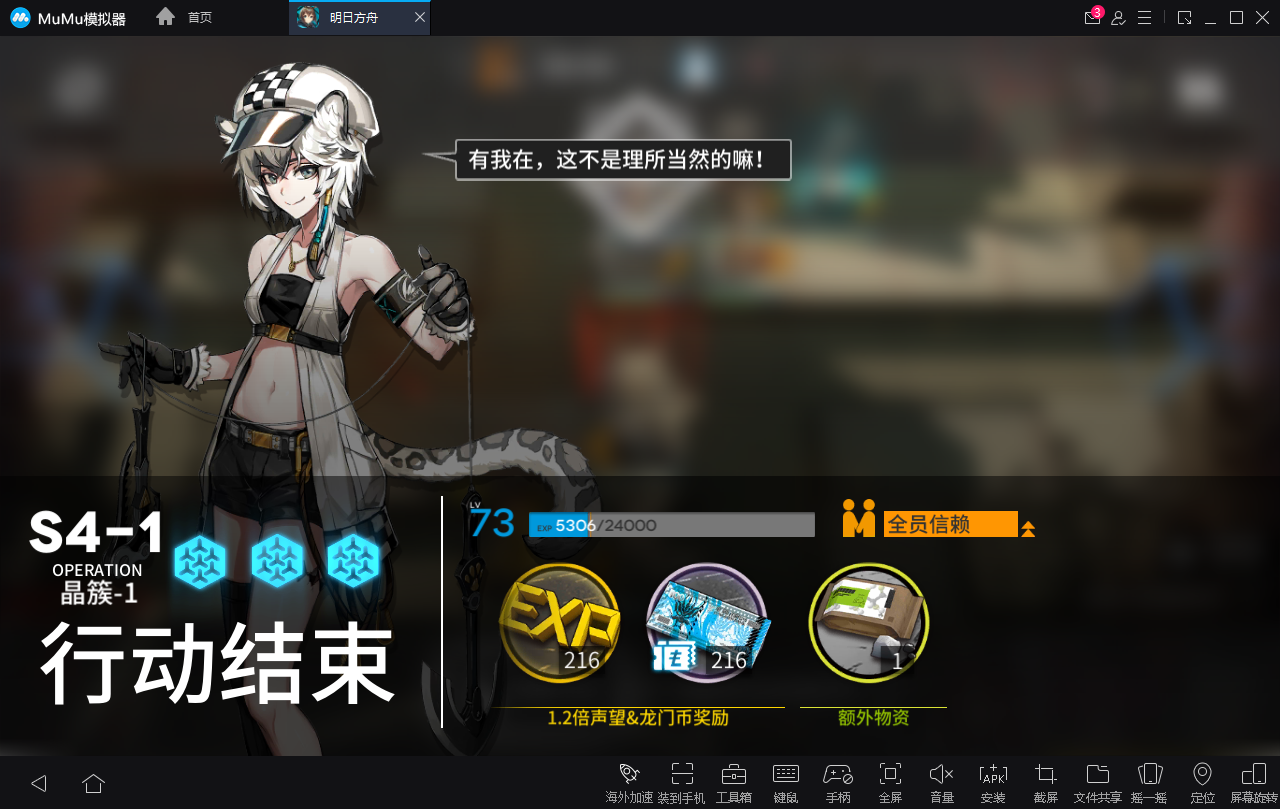 MuMu模拟器
首页
明日方舟
3
有我在，这不是理所当然的嘛！
S4-1
OPERATION
晶簇-1
行动结束
LV
73
EXP 5306/24000
全员信赖
EXP
216
216
1
1.2倍声望&龙门币奖励
额外物资
APK
海外加速
装到手机
工具箱
键鼠
手柄
全屏
音量
安装
截屏
文件共享
摇一摇
定位
屏幕旋转